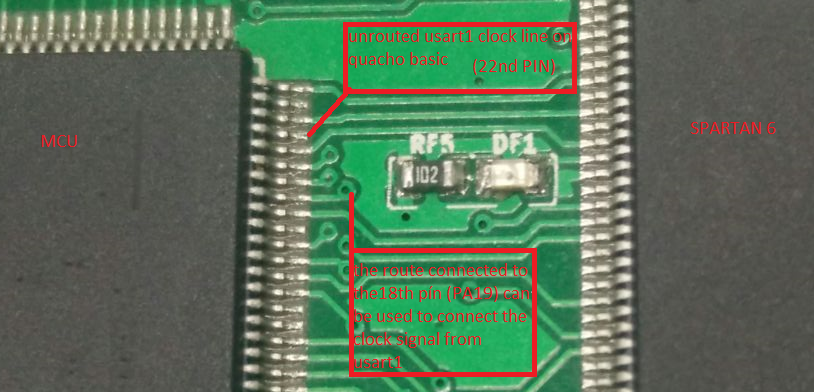 unrouted usart1 clock line on
quacho basic (22nd PIN)
MCU
SPARTAN 6
RF5 DF1
102
the route connected to
the18th pin (PA19) can
be used to connect the
clock signal from
usart1